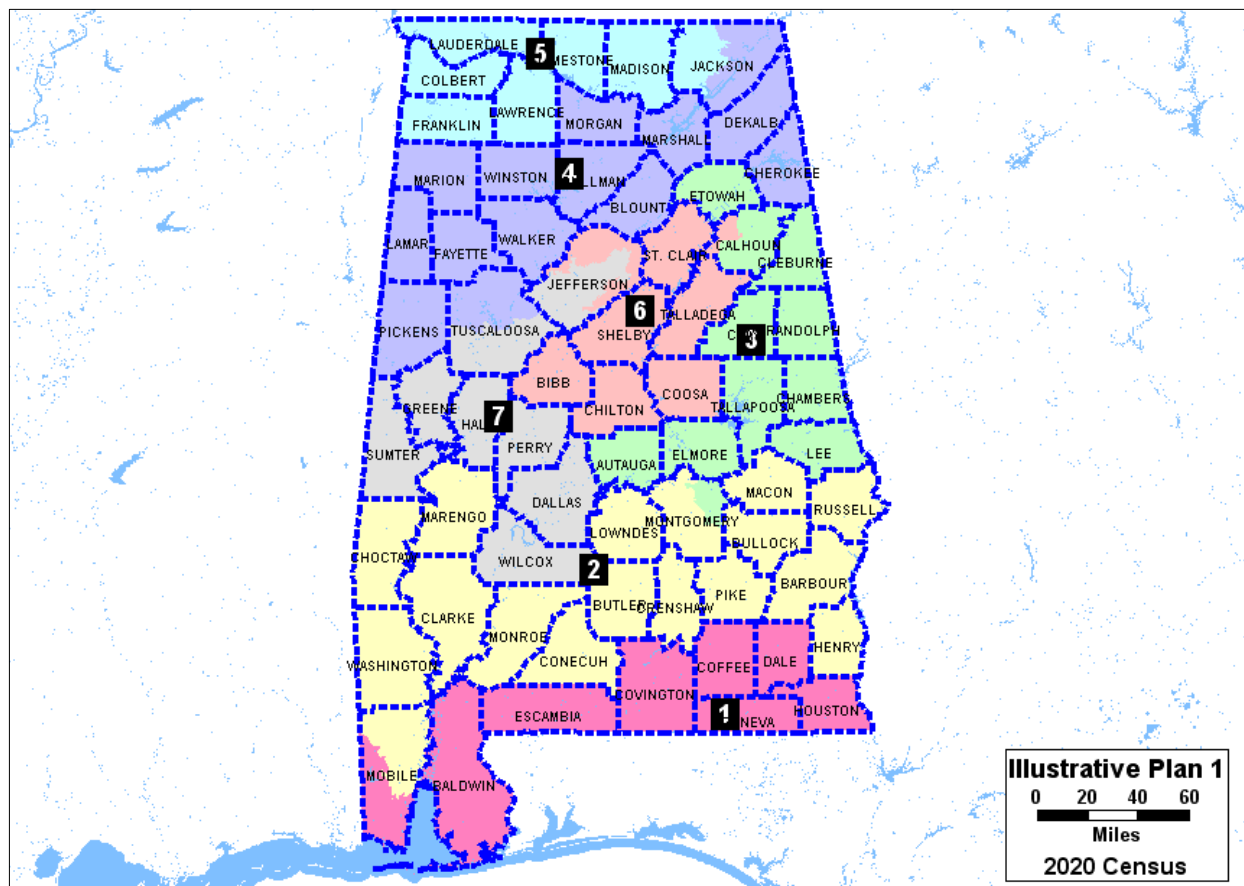 LAUDERDALE
5
MESTONE
MADISON
JACKSON
COLBERT
LAWRENCE
FRANKLIN
MORGAN
DEKALB
MARSHALL
MARION
WINSTON
4
LLMAN
CHEROKEE
ETOWAH
BLOUNT
LAMAR
FAYETTE
WALKER
ST. CLAIR
CALHOUN
CLEBURNE
JEFFERSON
6
TALLADEGA
PICKENS
TUSCALOOSA
SHELBY
3
RANDOLPH
BIBB
COOSA
CHILTON
TALLAPOOSA
CHAMBERS
GREENE
7
HAL
PERRY
SUMTER
AUTAUGA
ELMORE
LEE
DALLAS
MACON
MARENGO
MONTGOMERY
RUSSELL
LOWNDES
BULLOCK
CHOCTAW
WILCOX
2
BARBOUR
BUTLER
CRENSHAW
PIKE
CLARKE
MONROE
HENRY
CONECUH
WASHINGTON
COFFEE
DALE
COVINGTON
ESCAMBIA
1
NEVA
HOUSTON
MOBILE
BALDWIN
Illustrative Plan 1
0 20 40 60
Miles
2020 Census